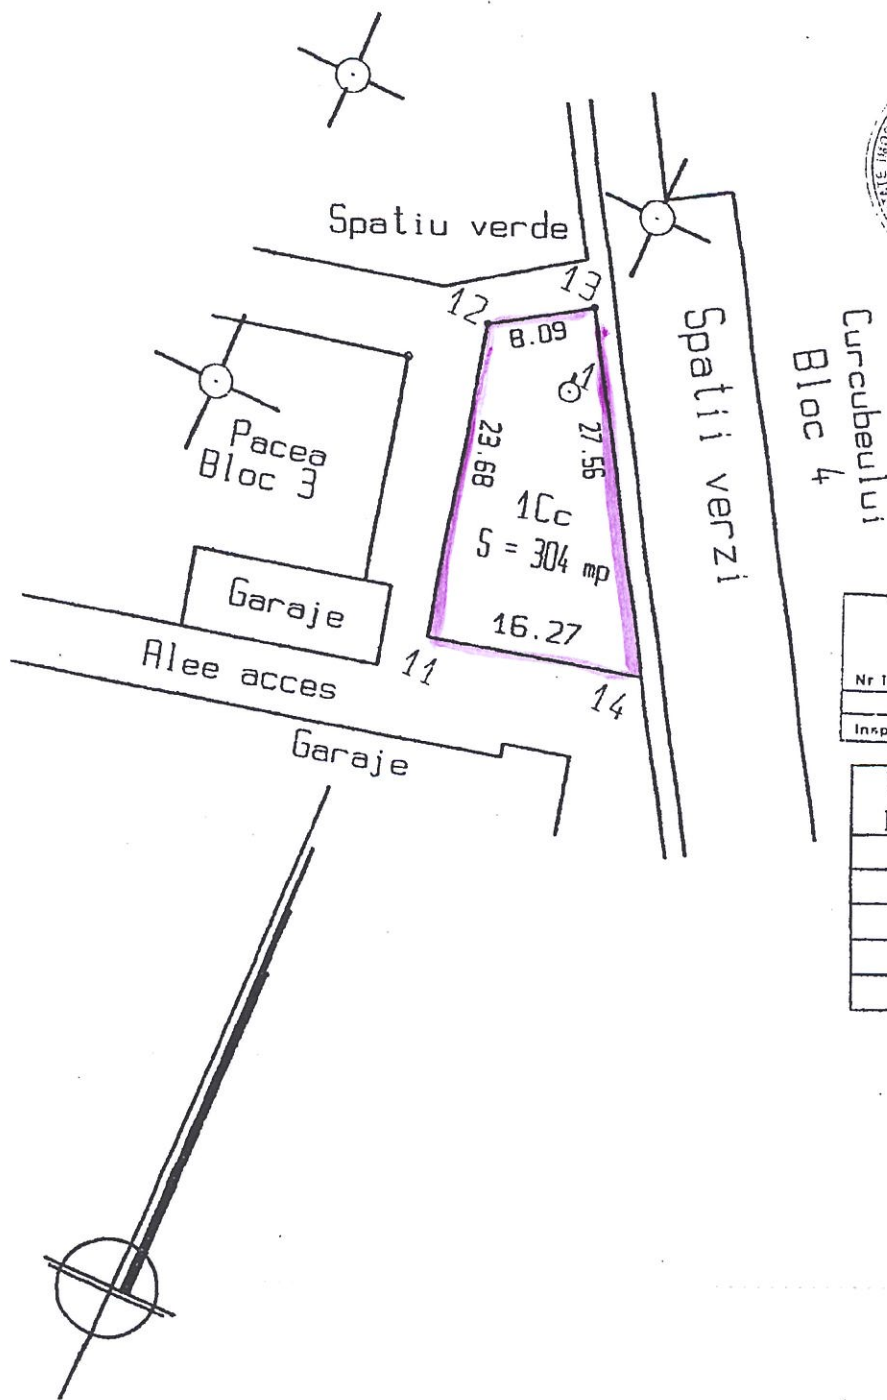 Spatiu verde
12
13
8.09
1
23.68
27.56
1Cc
S = 304 mp
16.27
11
14
Pacea
Bloc 3
Garaje
Alee acces
Garaje
Spatii verzi
Curcubeului
Bloc 4
Nr
Insp